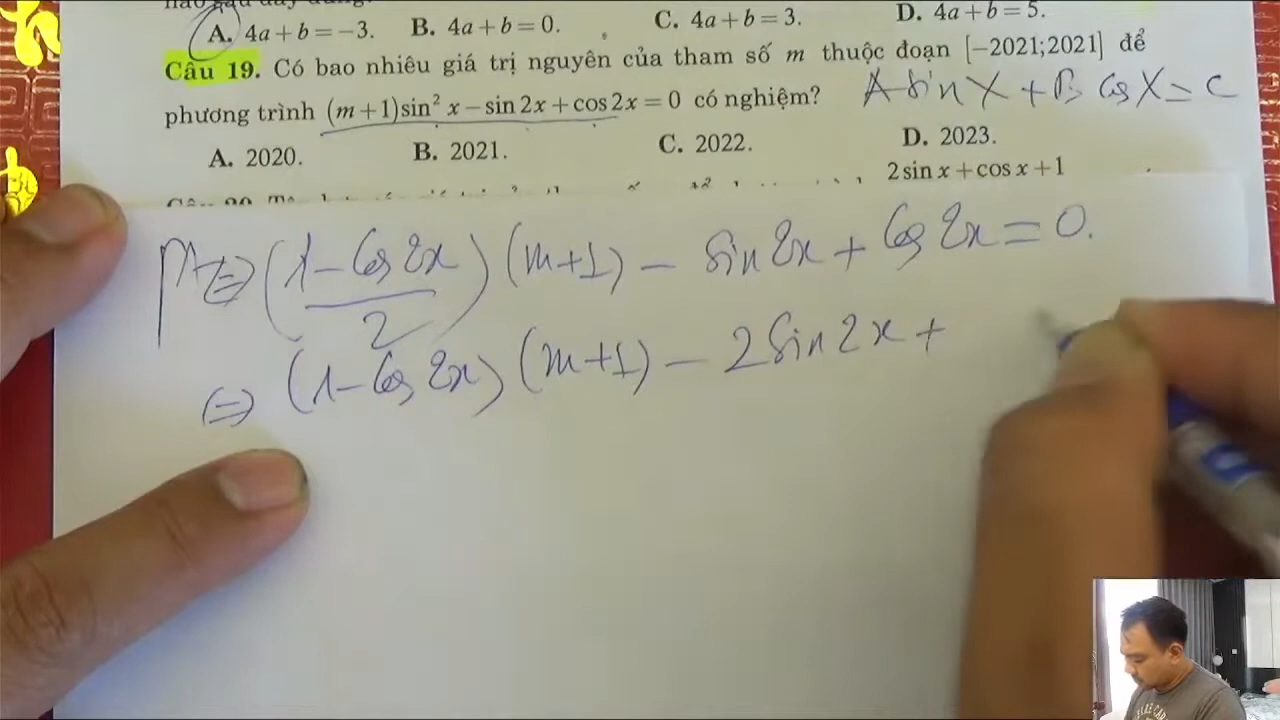 A. 4a + b = −3. B. 4a + b = 0. C. 4a + b = 3. D. 4a + b = 5.
Câu 19. Có bao nhiêu giá trị nguyên của tham số m thuộc đoạn [−2021;2021] để
phương trình (m+1)sin² x − sin 2x + cos 2x = 0 có nghiệm?
A sin X + B cos X = C
A. 2020. B. 2021. C. 2022. D. 2023.
2 sin x + cos x + 1
Pt ⇔ ((1 − cos 2x)/2) (m+1) − sin 2x + cos 2x = 0.
⇔ (1 − cos 2x) (m+1) − 2 sin 2x +